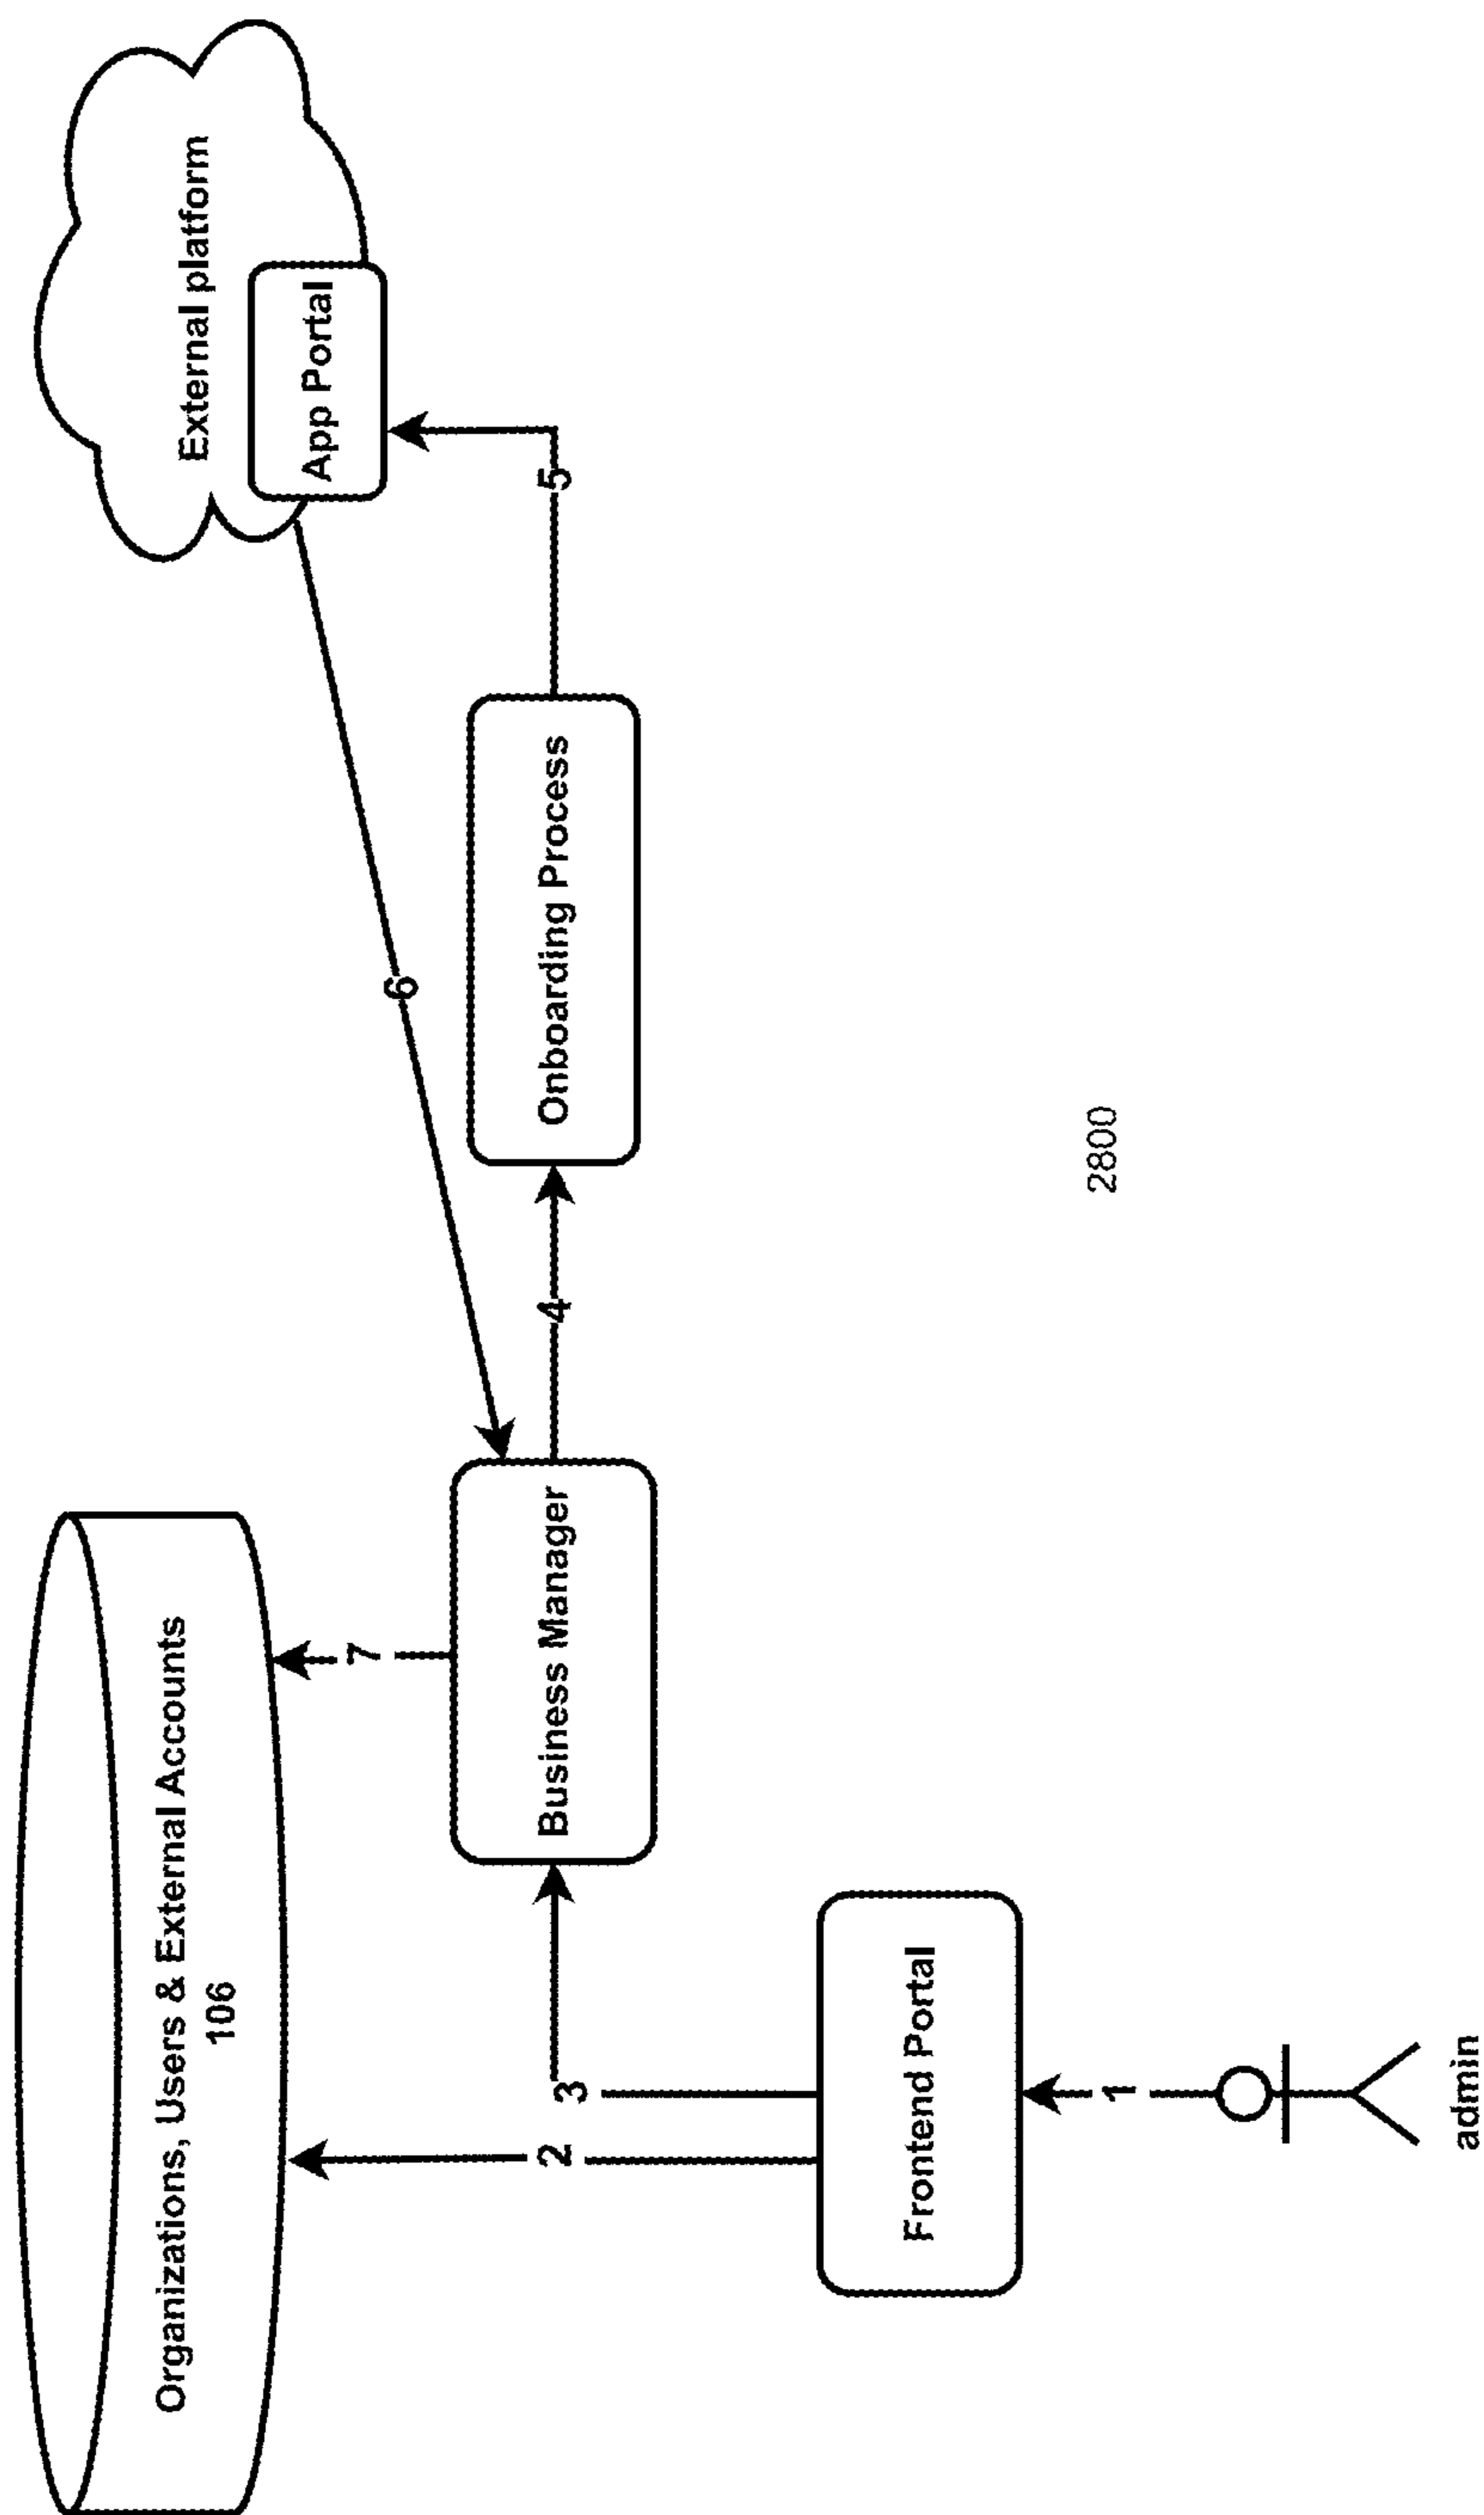 Organizations, Users & External Accounts
106
External platform
App Portal
7
6
2
3
Business Manager
4
Onboarding Process
5
Frontend Portal
1
2800
admin